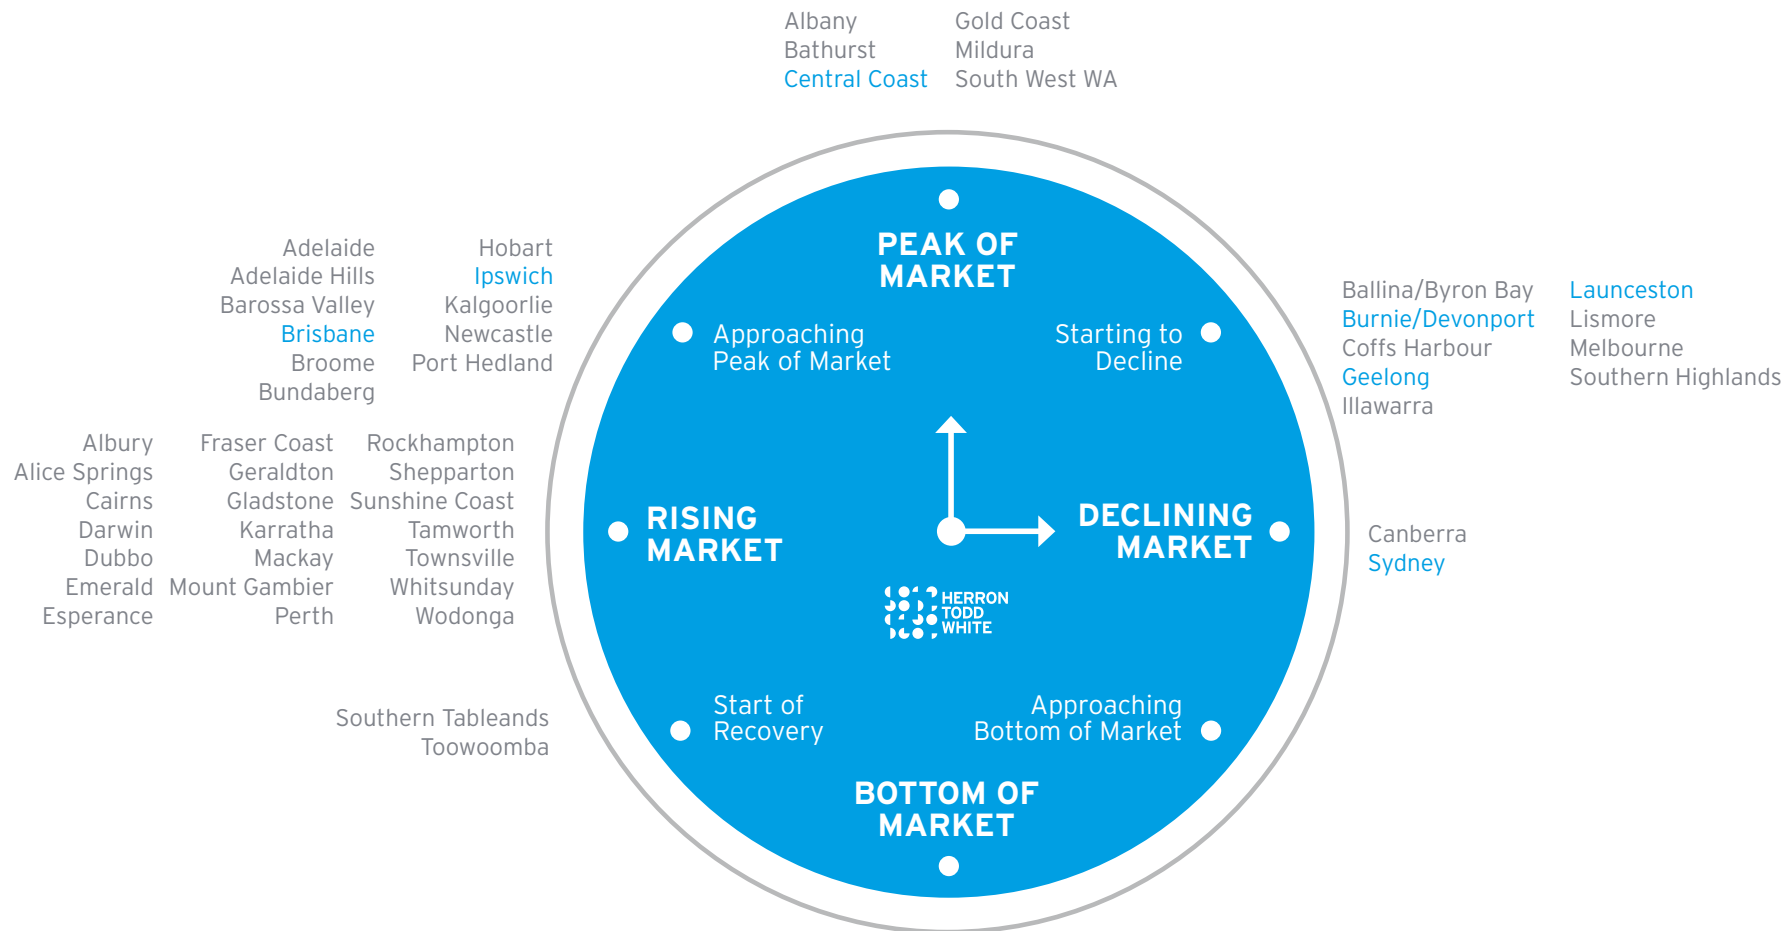 Albany
Bathurst
Central Coast
Gold Coast
Mildura
South West WA
PEAK OF
MARKET
Adelaide
Adelaide Hills
Barossa Valley
Brisbane
Broome
Bundaberg
Hobart
Ipswich
Kalgoorlie
Newcastle
Port Hedland
Approaching
Peak of Market
Starting to
Decline
Ballina/Byron Bay
Burnie/Devonport
Coffs Harbour
Geelong
Illawarra
Launceston
Lismore
Melbourne
Southern Highlands
Albury
Alice Springs
Cairns
Darwin
Dubbo
Emerald
Esperance
Fraser Coast
Geraldton
Gladstone
Karratha
Mackay
Mount Gambier
Perth
Rockhampton
Shepparton
Sunshine Coast
Tamworth
Townsville
Whitsunday
Wodonga
RISING
MARKET
DECLINING
MARKET
Canberra
Sydney
HERRON
TODD
WHITE
Southern Tableands
Toowoomba
Start of
Recovery
Approaching
Bottom of Market
BOTTOM OF
MARKET